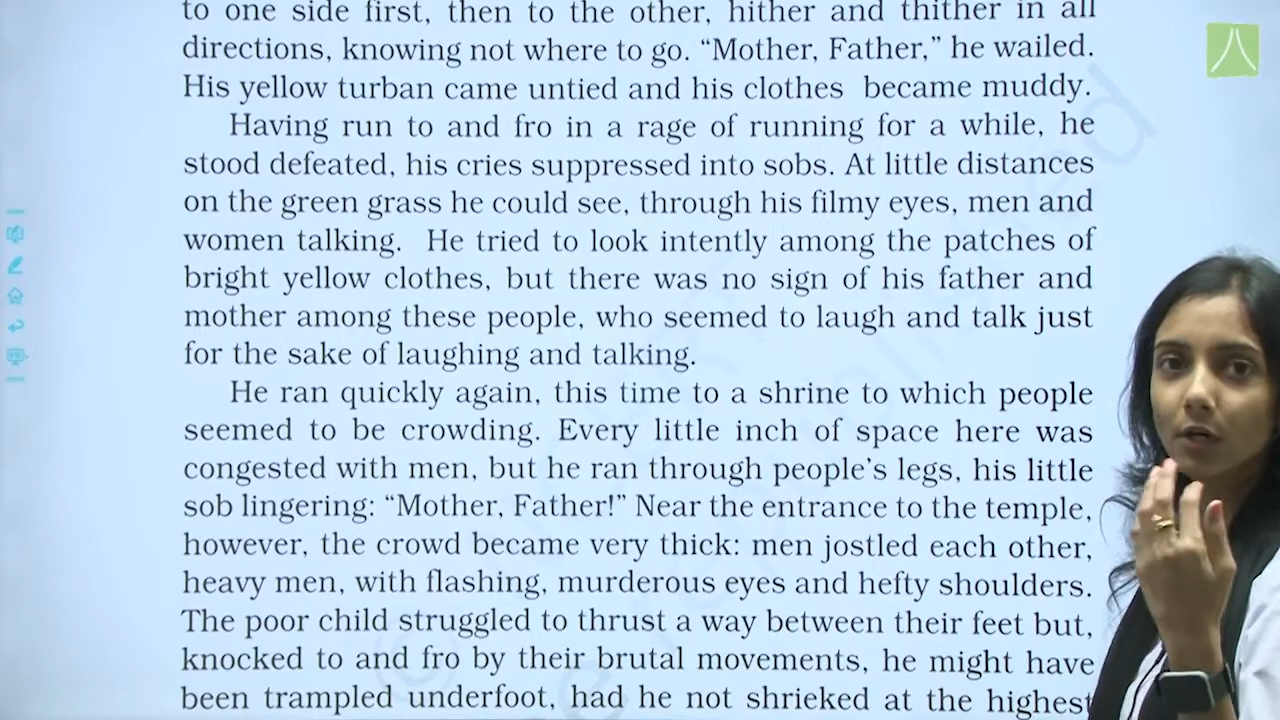 to one side first, then to the other, hither and thither in all
directions, knowing not where to go. “Mother, Father,” he wailed.
His yellow turban came untied and his clothes became muddy.
Having run to and fro in a rage of running for a while, he
stood defeated, his cries suppressed into sobs. At little distances
on the green grass he could see, through his filmy eyes, men and
women talking. He tried to look intently among the patches of
bright yellow clothes, but there was no sign of his father and
mother among these people, who seemed to laugh and talk just
for the sake of laughing and talking.
He ran quickly again, this time to a shrine to which people
seemed to be crowding. Every little inch of space here was
congested with men, but he ran through people’s legs, his little
sob lingering: “Mother, Father!” Near the entrance to the temple,
however, the crowd became very thick: men jostled each other,
heavy men, with flashing, murderous eyes and hefty shoulders.
The poor child struggled to thrust a way between their feet but,
knocked to and fro by their brutal movements, he might have
been trampled underfoot, had he not shrieked at the highest